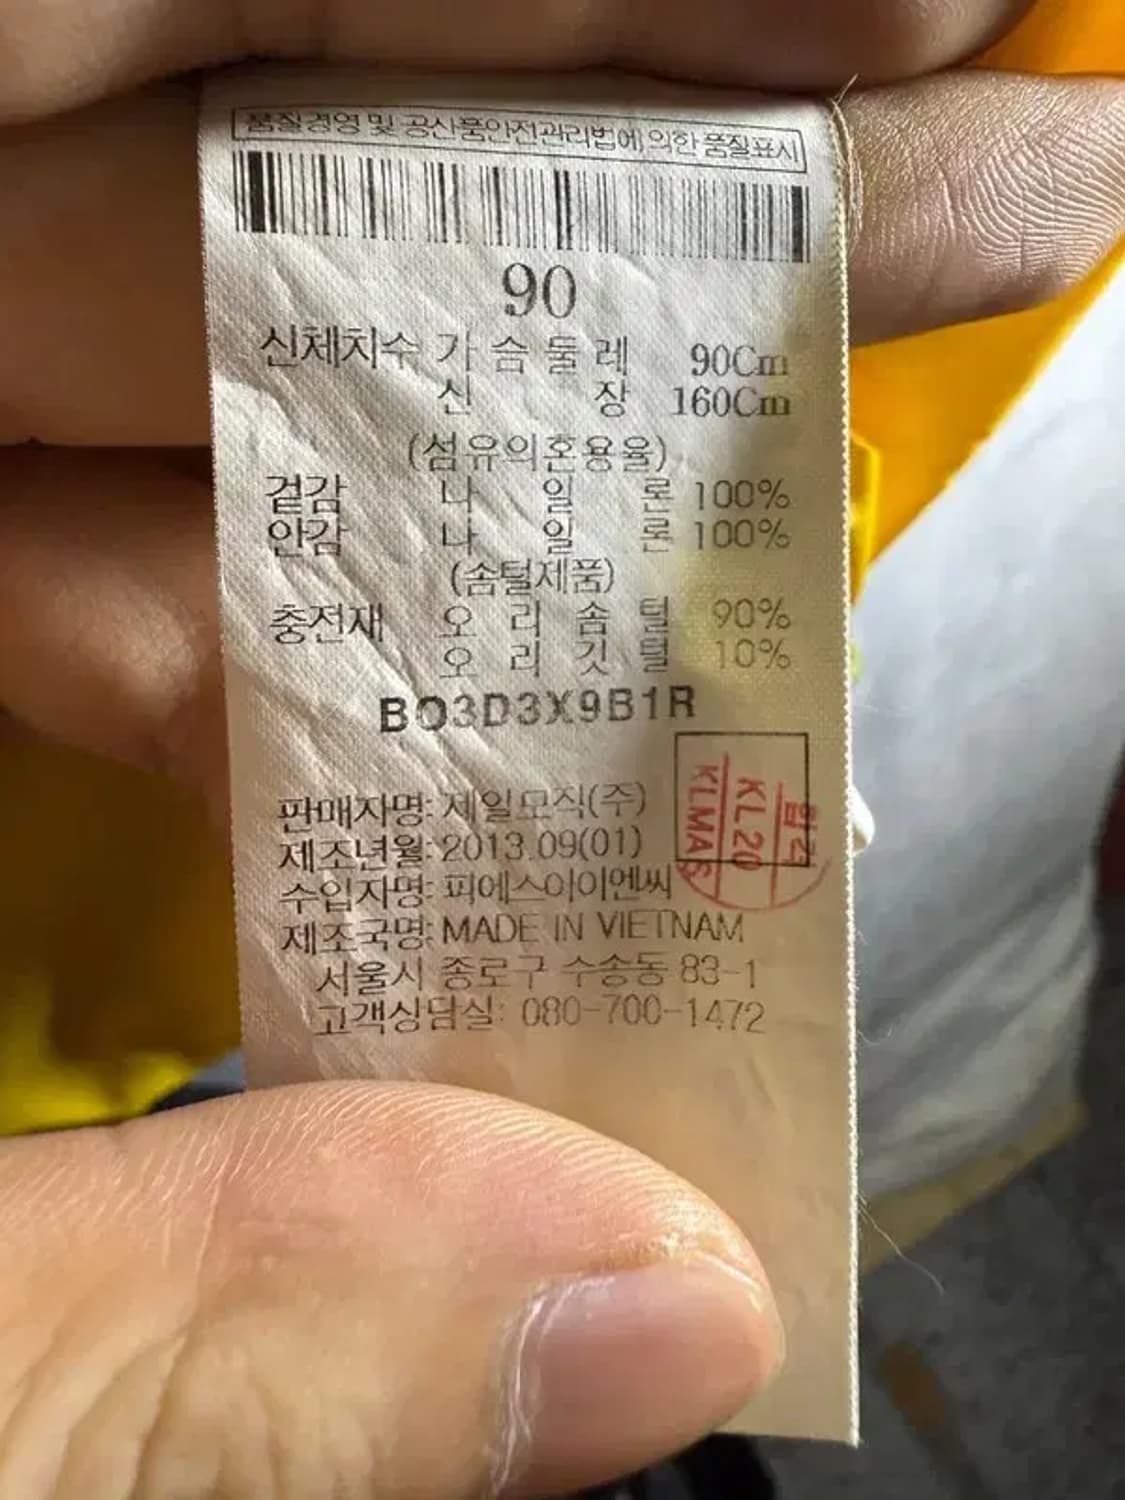 품질경영 및 공산품안전관리법에 의한 품질표시
90
신체치수 가슴둘레 90Cm
신장 160Cm
(섬유의혼용율)
겉감 나일론 100%
안감 나일론 100%
(솜털제품)
충전재 오리솜털 90%
오리깃털 10%
BO3D3X9B1R
판매자명: 제일모직(주)
제조년월: 2013.09(01)
수입자명: 피에스이이엔씨
제조국명: MADE IN VIETNAM
서울시 종로구 수송동 83-1
고객상담실: 080-700-1472
합격
KL20
KLMAS